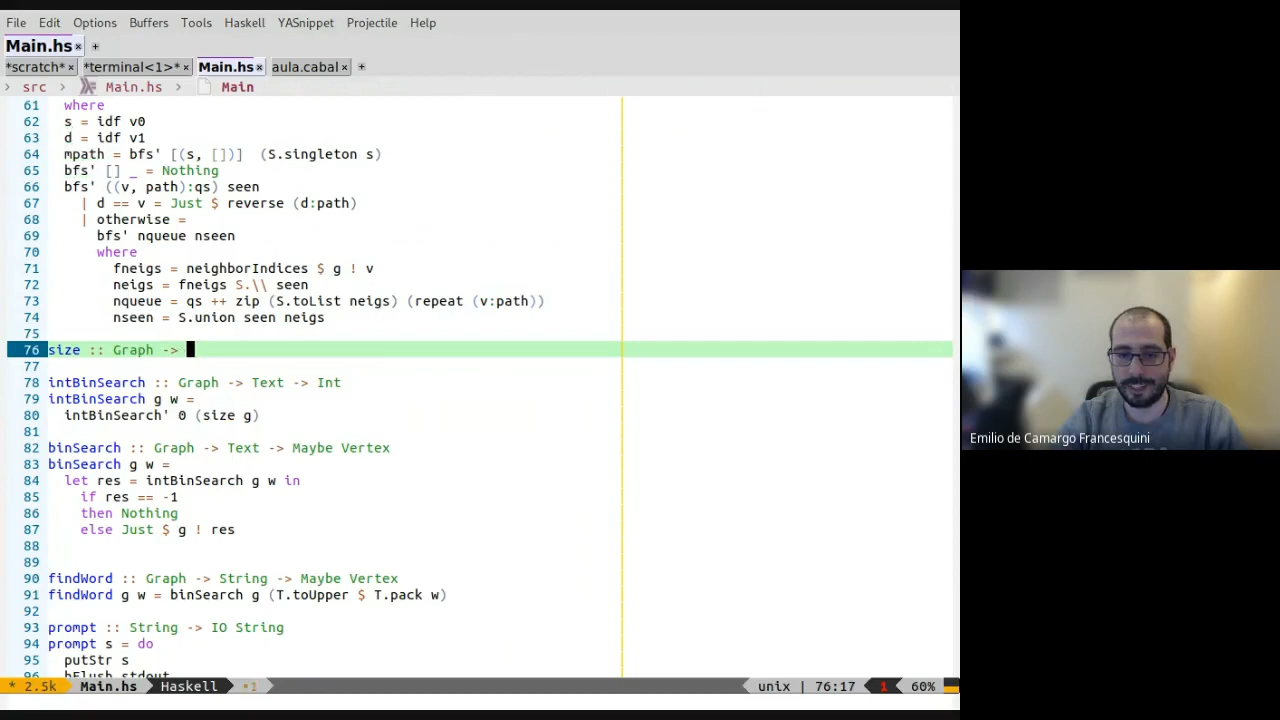 File Edit Options Buffers Tools Haskell YASnippet Projectile Help
Main.hs
*scratch* *terminal<1>* Main.hs aula.cabal
src Main.hs Main
61 where
62 s = idf v0
63 d = idf v1
64 mpath = bfs' [(s, [])] (S.singleton s)
65 bfs' [] _ = Nothing
66 bfs' ((v, path):qs) seen
67 | d == v = Just $ reverse (d:path)
68 | otherwise =
69 bfs' nqueue nseen
70 where
71 fneigs = neighborIndices $ g ! v
72 neigs = fneigs S.\\ seen
73 nqueue = qs ++ zip (S.toList neigs) (repeat (v:path))
74 nseen = S.union seen neigs
75
76 size :: Graph ->
77
78 intBinSearch :: Graph -> Text -> Int
79 intBinSearch g w =
80 intBinSearch' 0 (size g)
81
82 binSearch :: Graph -> Text -> Maybe Vertex
83 binSearch g w =
84 let res = intBinSearch g w in
85 if res == -1
86 then Nothing
87 else Just $ g ! res
88
89
90 findWord :: Graph -> String -> Maybe Vertex
91 findWord g w = binSearch g (T.toUpper $ T.pack w)
92
93 prompt :: String -> IO String
94 prompt s = do
95 putStr s
96 hFlush stdout
* 2.5k Main.hs Haskell •1 unix | 76:17 1 60%
Emilio de Camargo Francesquini